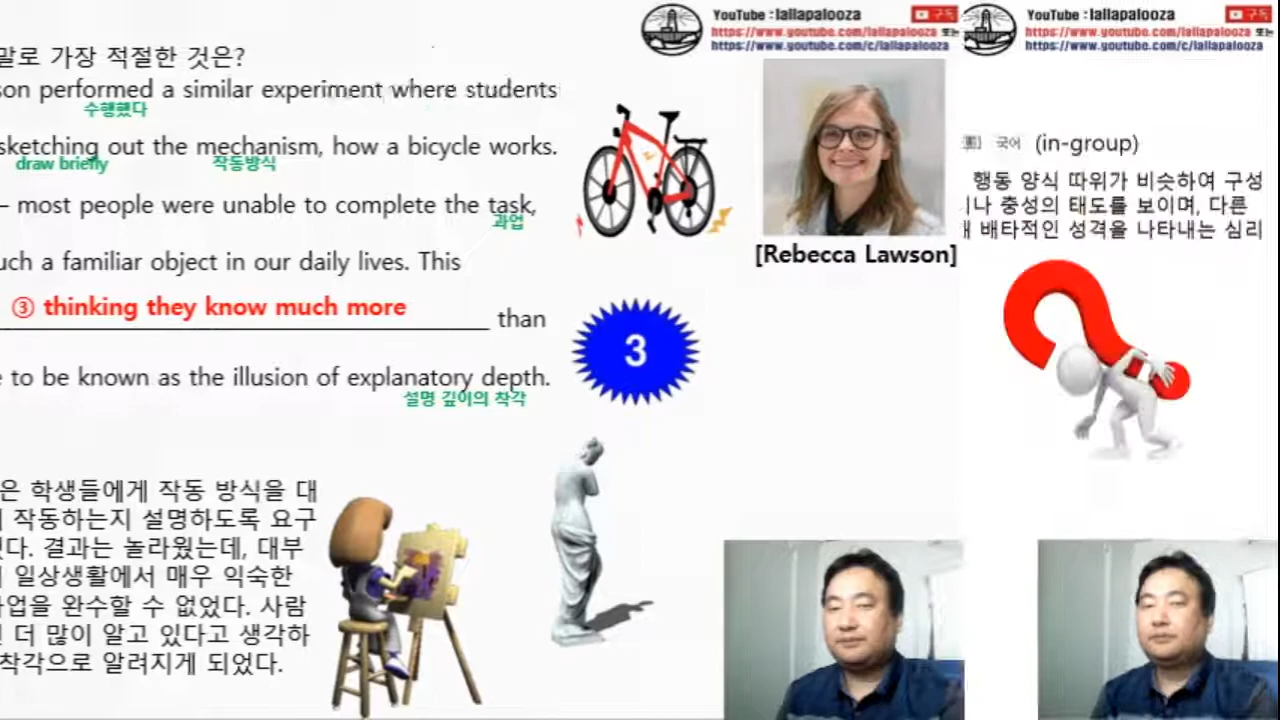 YouTube : lallapalooza 구독
https://www.youtube.com/lallapalooza 또는
https://www.youtube.com/c/lallapalooza
YouTube : lallapalooza 구독
https://www.youtube.com/lallapalooza 또는
https://www.youtube.com/c/lallapalooza
말로 가장 적절한 것은?
son performed a similar experiment where students
수행했다
sketching out the mechanism, how a bicycle works.
draw briefly 작동방식
– most people were unable to complete the task,
과업
uch a familiar object in our daily lives. This
③ thinking they know much more
than
e to be known as the illusion of explanatory depth.
설명 깊이의 착각
3
[Rebecca Lawson]
국어 (in-group)
행동 양식 따위가 비슷하여 구성
나 충성의 태도를 보이며, 다른
배타적인 성격을 나타내는 심리
은 학생들에게 작동 방식을 대
작동하는지 설명하도록 요구
다. 결과는 놀라웠는데, 대부
일상생활에서 매우 익숙한
과업을 완수할 수 없었다. 사람
더 많이 알고 있다고 생각하
착각으로 알려지게 되었다.